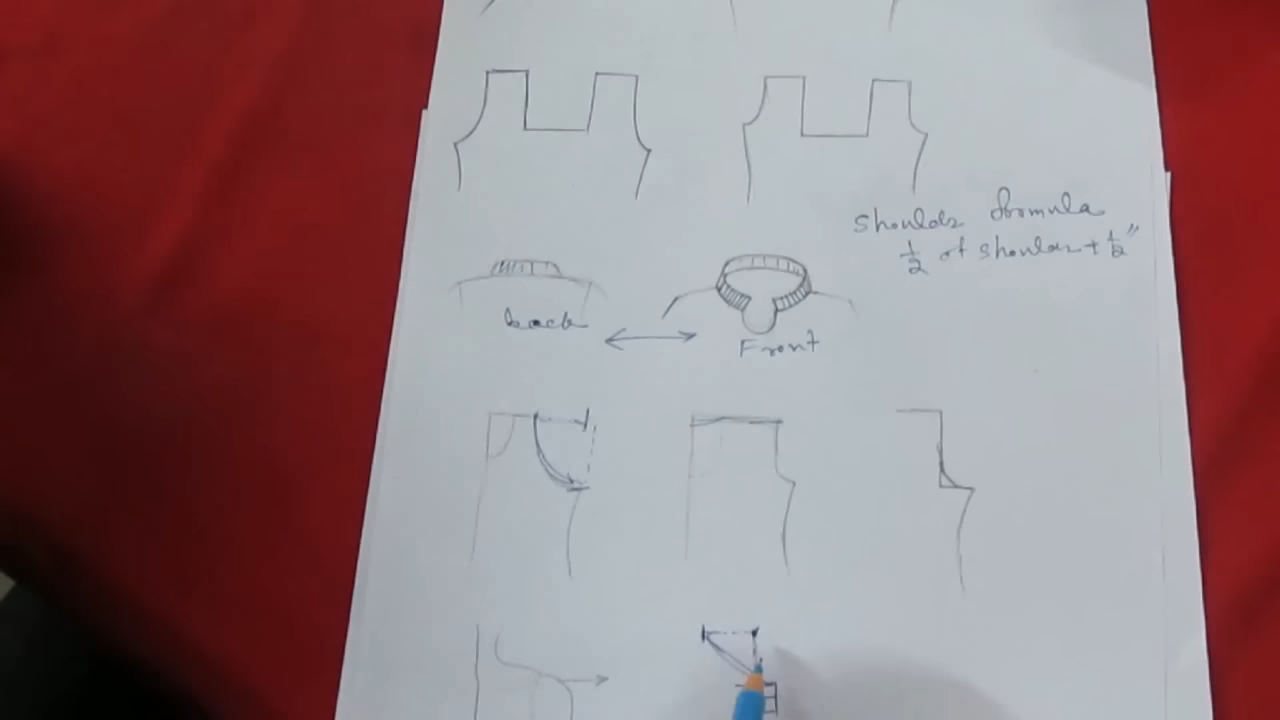 Shoulder formula
1/2 of shoulder + 1/2"
back
Front